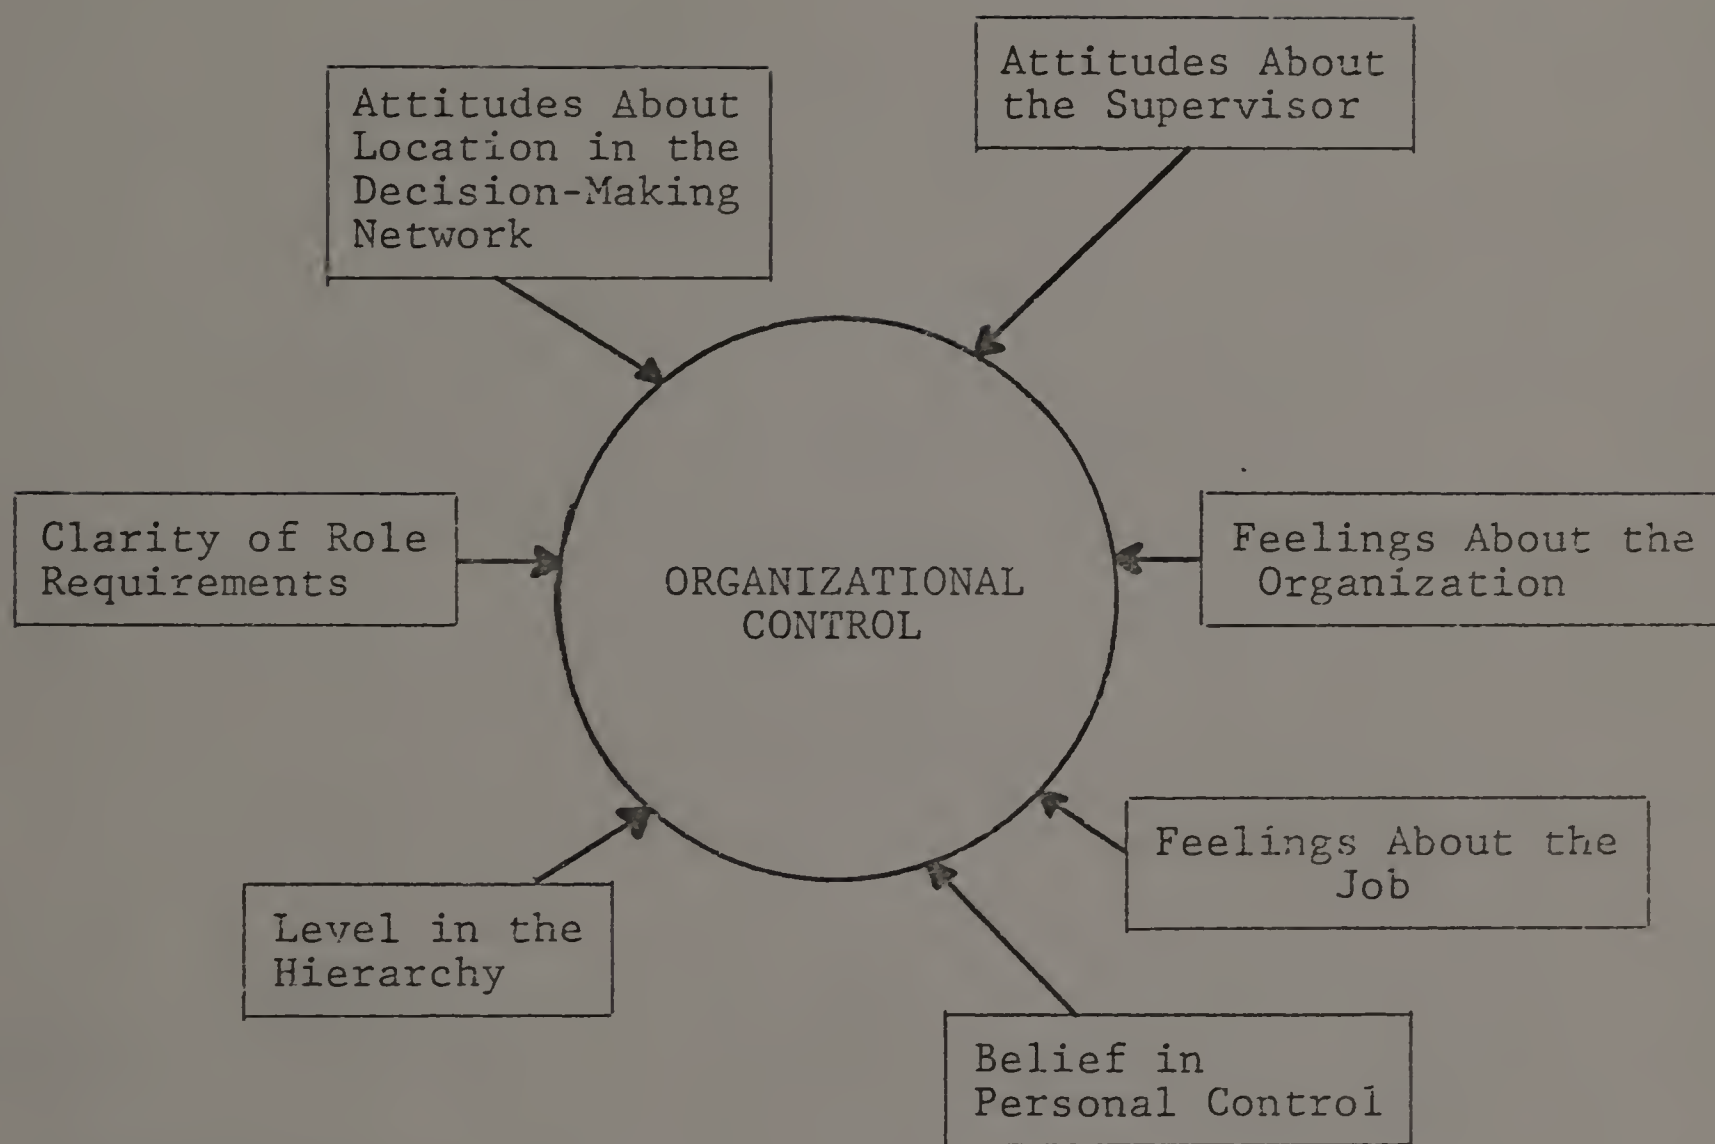 Attitudes About
the Supervisor
Attitudes About
Location in the
Decision-Making
Network
Clarity of Role
Requirements
ORGANIZATIONAL
CONTROL
Feelings About the
Organization
Feelings About the
Job
Level in the
Hierarchy
Belief in
Personal Control